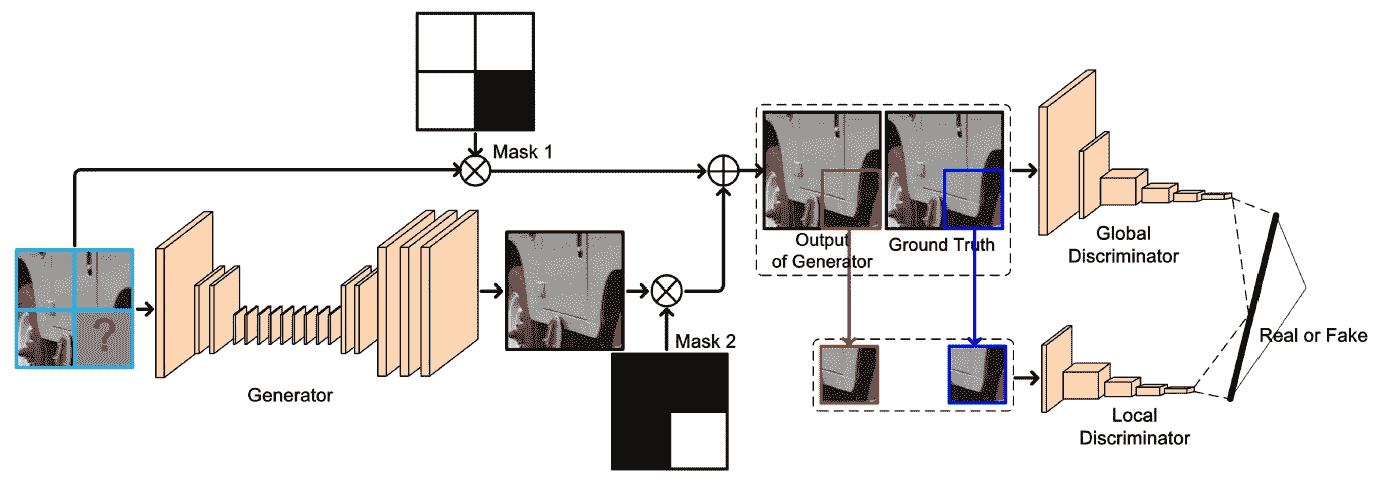 Mask 1
?
Generator
Mask 2
Output
of Generator
Ground Truth
Global
Discriminator
Real or Fake
Local
Discriminator